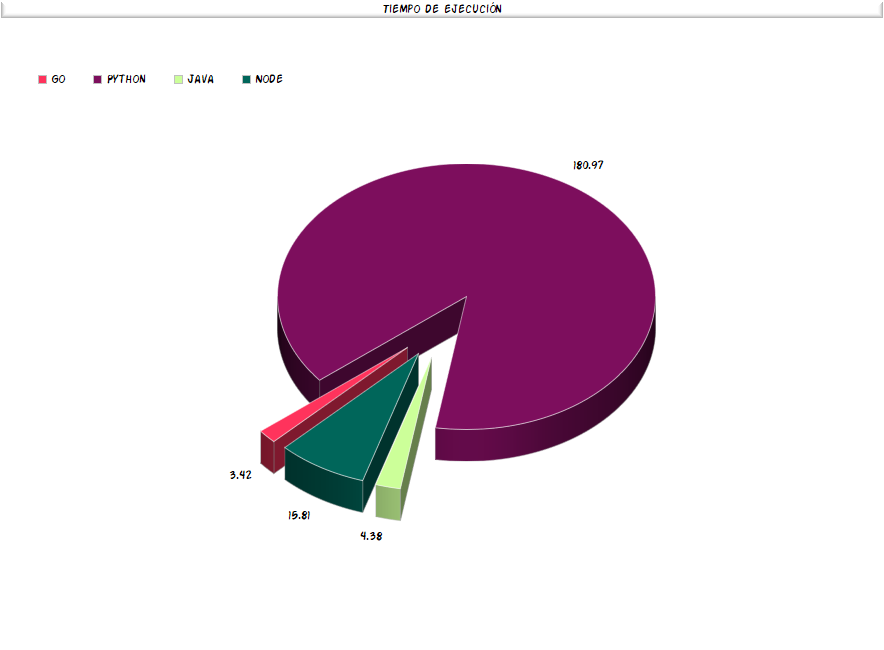 TIEMPO DE EJECUCIÓN
GO PYTHON JAVA NODE
180.97
3.42
15.81
4.38